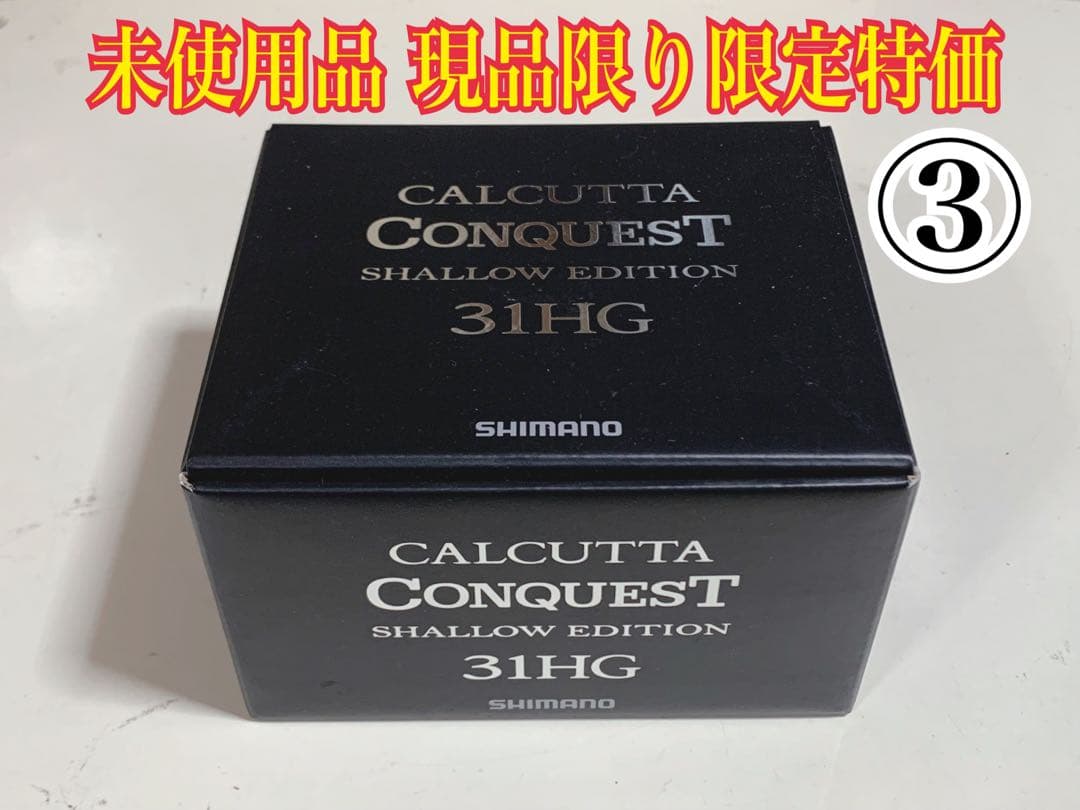 未使用品 現品限り限定特価
③
CALCUTTA
CONQUEST
SHALLOW EDITION
31HG
SHIMANO
CALCUTTA
CONQUEST
SHALLOW EDITION
31HG
SHIMANO